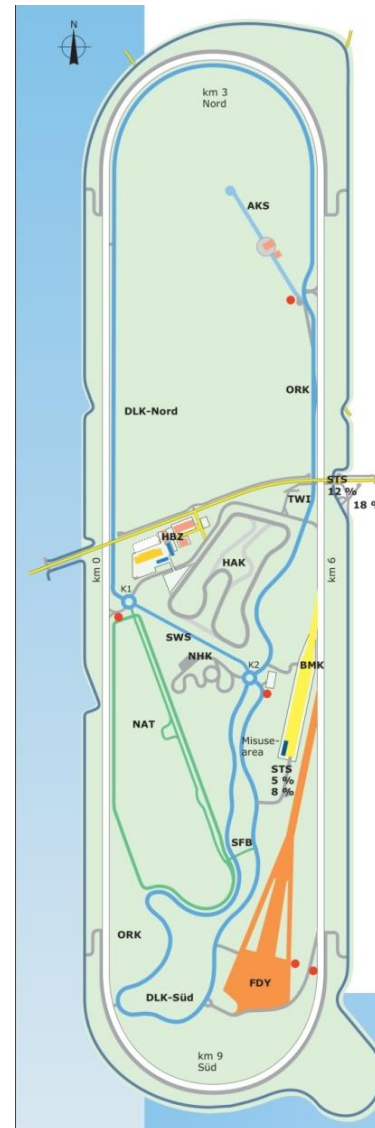 N
km 3
Nord
AKS
ORK
DLK-Nord
STS
12 %
18 %
TWI
HBZ
HAK
km 0
km 6
K1
SWS
NHK
K2
BMK
NAT
Misuse-
area
STS
5 %
8 %
SFB
ORK
FDY
DLK-Süd
km 9
Süd